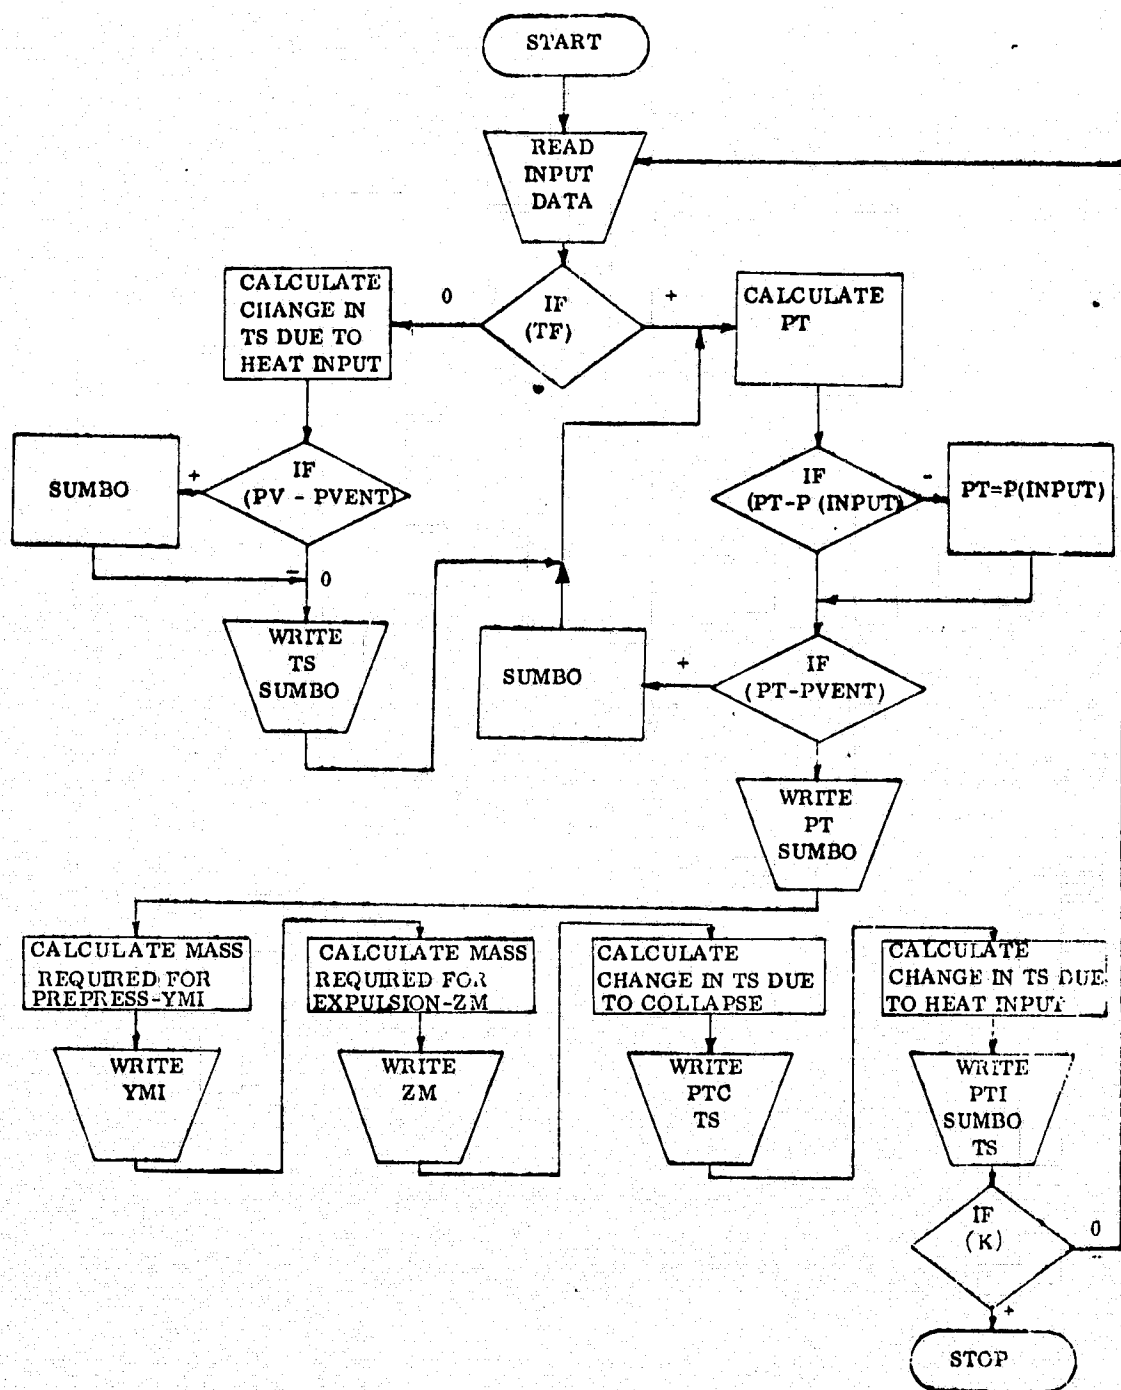 START
READ
INPUT
DATA
CALCULATE
CHANGE IN
TS DUE TO
HEAT INPUT
0
IF
(TF)
+
CALCULATE
PT
SUMBO
+
IF
(PV - PVENT)
IF
(PT-P (INPUT)
-
PT=P(INPUT)
-
0
WRITE
TS
SUMBO
SUMBO
+
IF
(PT-PVENT)
WRITE
PT
SUMBO
CALCULATE MASS
REQUIRED FOR
PREPRESS-YMI
CALCULATE MASS
REQUIRED FOR
EXPULSION-ZM
CALCULATE
CHANGE IN TS DUE
TO COLLAPSE
CALCULATE
CHANGE IN TS DUE
TO HEAT INPUT
WRITE
YMI
WRITE
ZM
WRITE
PTC
TS
WRITE
PTI
SUMBO
TS
IF
(K)
0
-
+
STOP